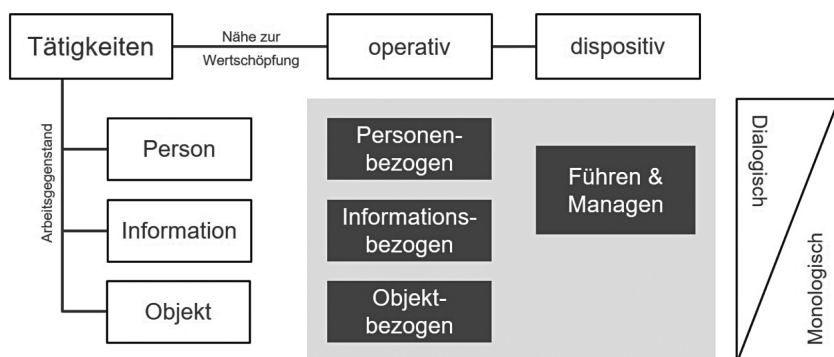 Tätigkeiten
Nähe zur
Wertschöpfung
operativ
dispositiv
Arbeitsgegenstand
Person
Information
Objekt
Personen-
bezogen
Informations-
bezogen
Objekt-
bezogen
Führen &
Managen
Dialogisch
Monologisch